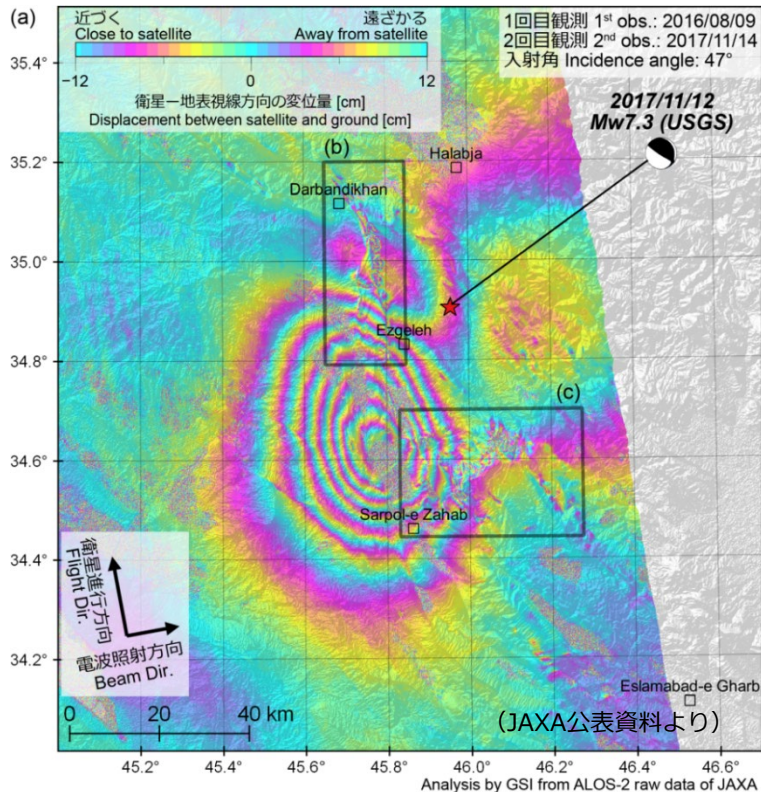 (a)
近づく 遠ざかる
Close to satellite Away from satellite
−12 0 12
衛星ー地表視線方向の変位量 [cm]
Displacement between satellite and ground [cm]
1回目観測 1st obs.: 2016/08/09
2回目観測 2nd obs.: 2017/11/14
入射角 Incidence angle: 47°
2017/11/12
Mw7.3 (USGS)
35.4°
35.2°
35.0°
34.8°
34.6°
34.4°
34.2°
(b)
Halabja
Darbandikhan
Ezgeleh
(c)
Sarpol-e Zahab
衛星進行方向
Flight Dir.
電波照射方向
Beam Dir.
Eslamabad-e Gharb
0 20 40 km
（JAXA公表資料より）
45.2° 45.4° 45.6° 45.8° 46.0° 46.2° 46.4° 46.6°
Analysis by GSI from ALOS-2 raw data of JAXA